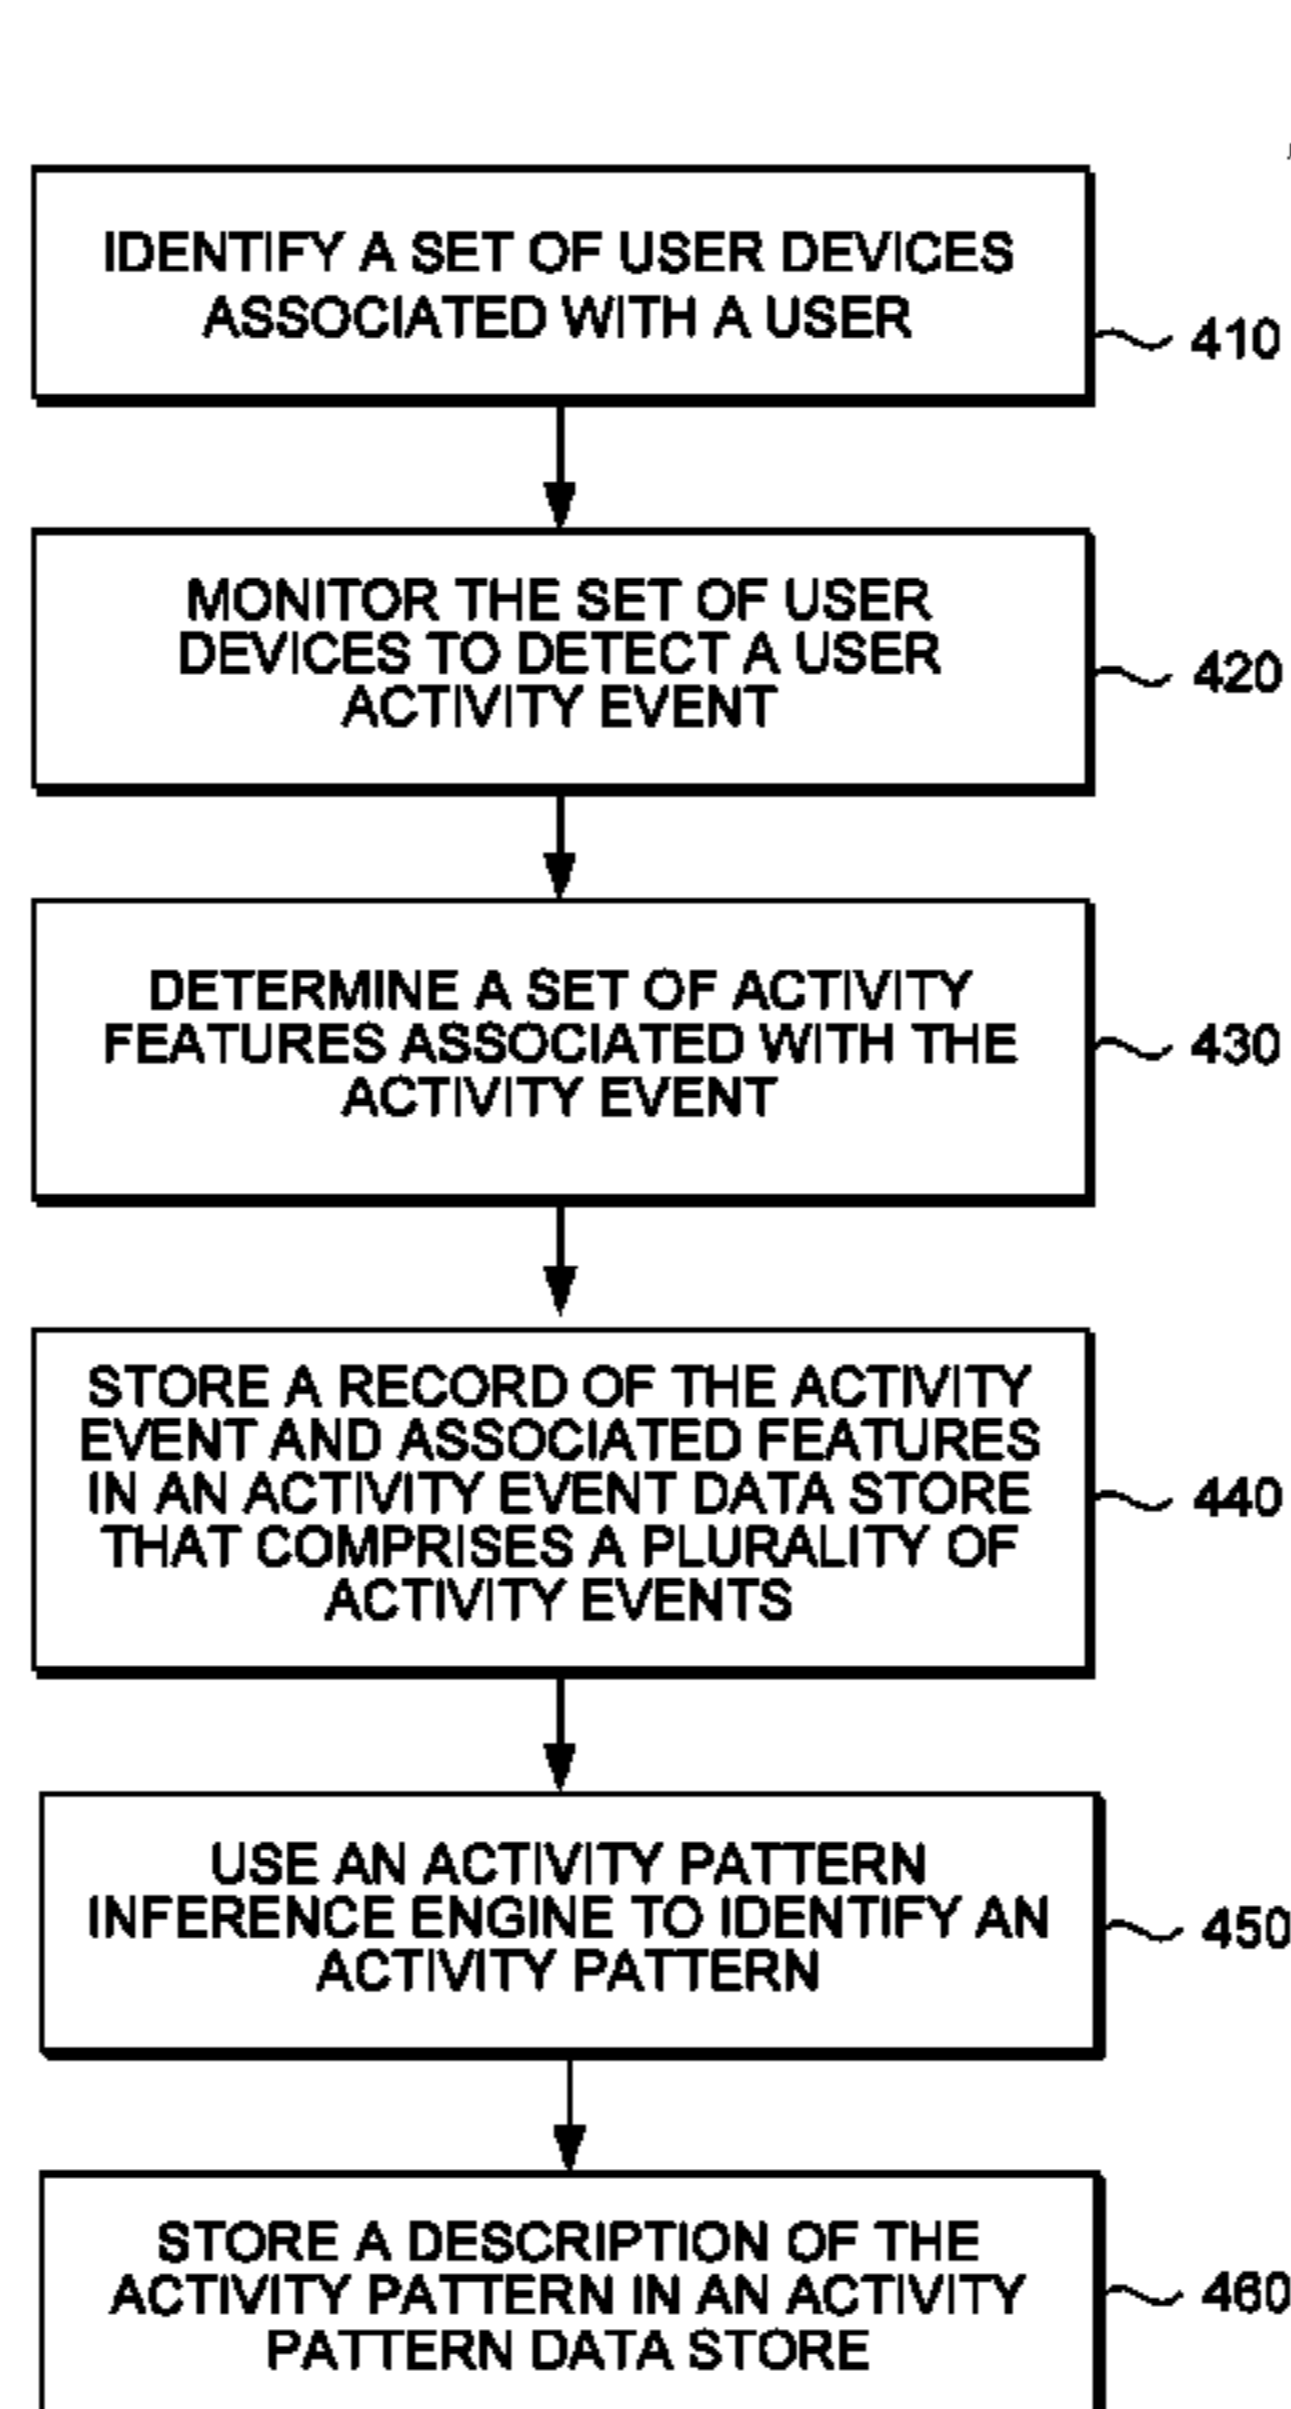 IDENTIFY A SET OF USER DEVICES
ASSOCIATED WITH A USER
410
MONITOR THE SET OF USER
DEVICES TO DETECT A USER
ACTIVITY EVENT
420
DETERMINE A SET OF ACTIVITY
FEATURES ASSOCIATED WITH THE
ACTIVITY EVENT
430
STORE A RECORD OF THE ACTIVITY
EVENT AND ASSOCIATED FEATURES
IN AN ACTIVITY EVENT DATA STORE
THAT COMPRISES A PLURALITY OF
ACTIVITY EVENTS
440
USE AN ACTIVITY PATTERN
INFERENCE ENGINE TO IDENTIFY AN
ACTIVITY PATTERN
450
STORE A DESCRIPTION OF THE
ACTIVITY PATTERN IN AN ACTIVITY
PATTERN DATA STORE
460